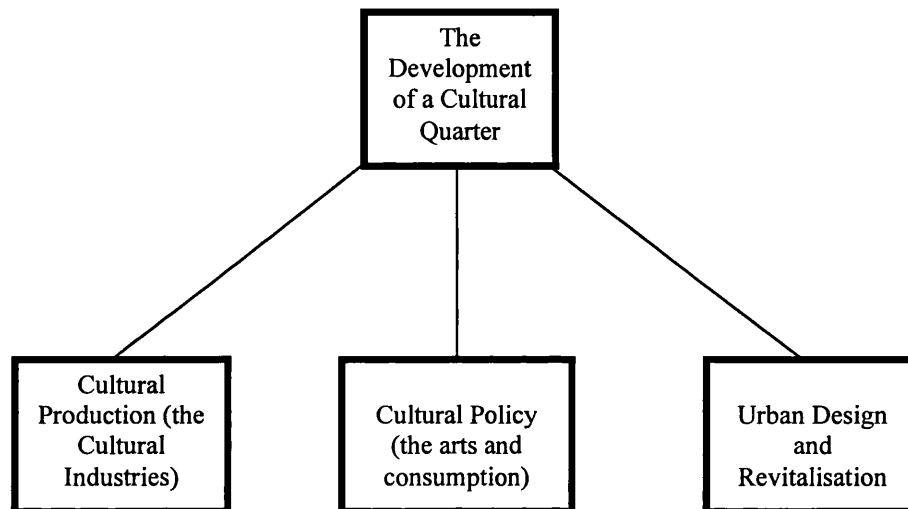 The
Development
of a Cultural
Quarter
Cultural
Production (the
Cultural
Industries)
Cultural Policy
(the arts and
consumption)
Urban Design
and
Revitalisation